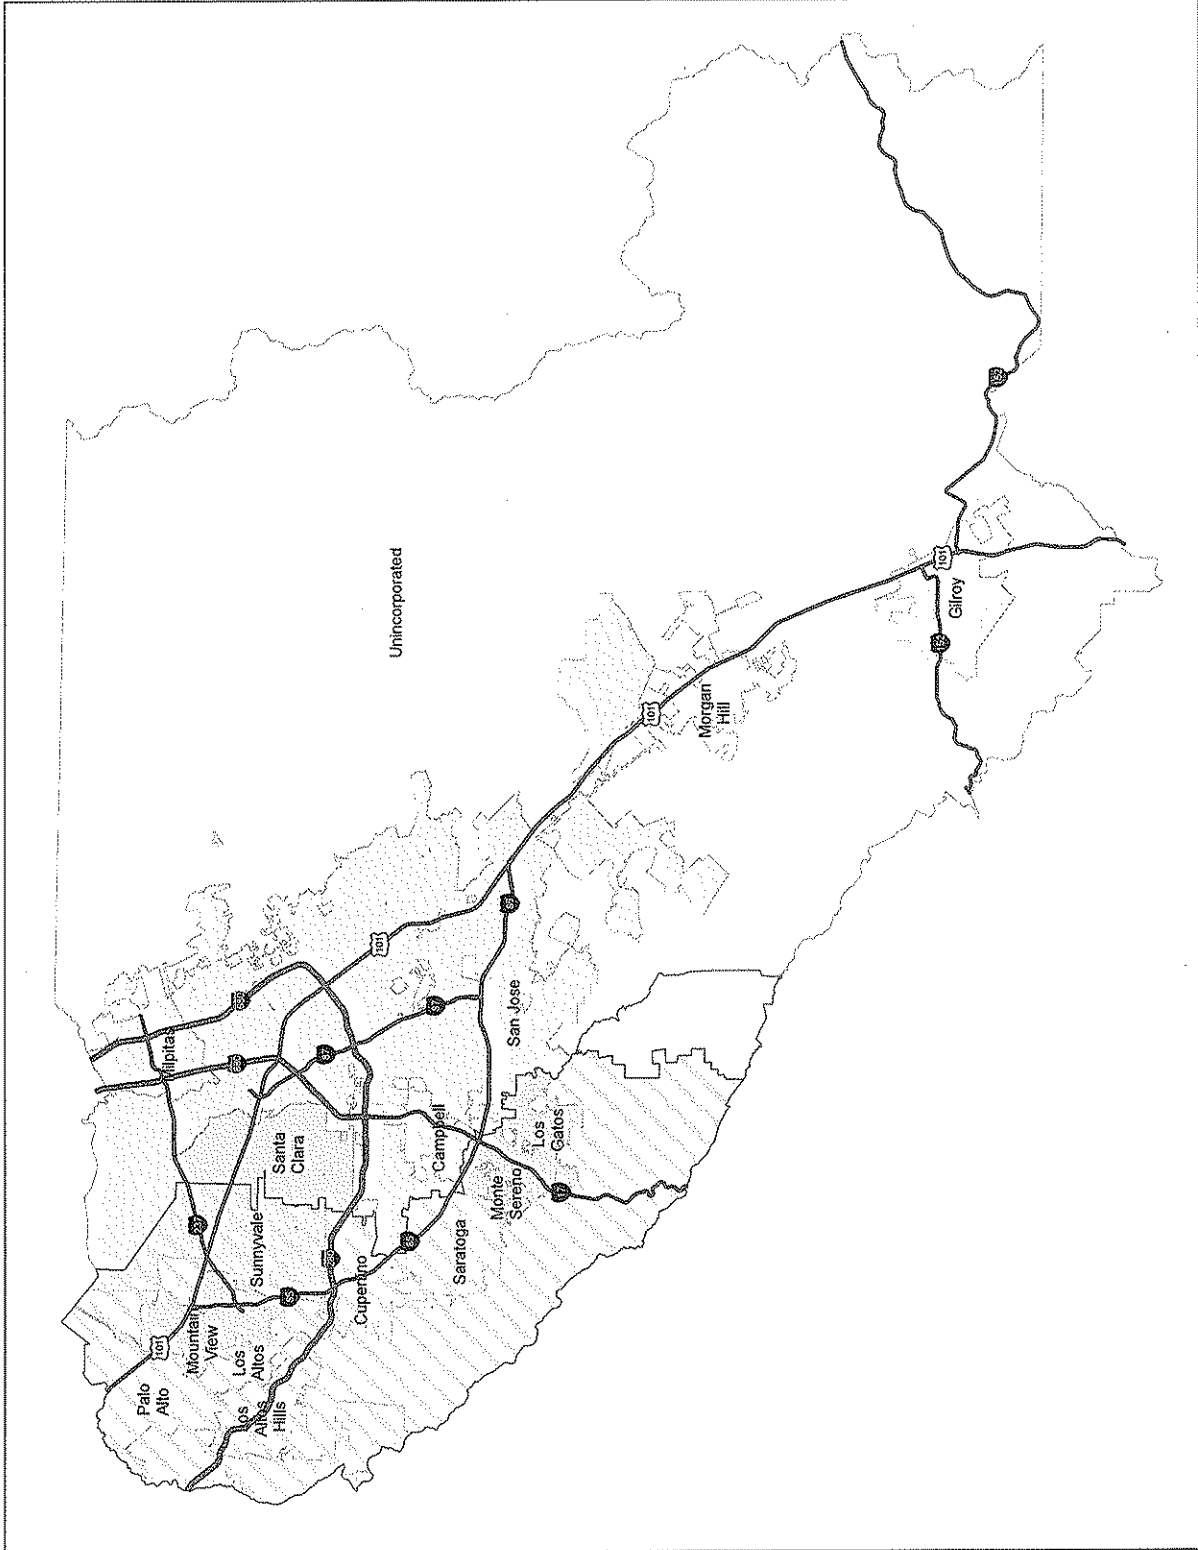 Palo
Alto
Mountain
View
Los
Altos
Los
Altos
Hills
Sunnyvale
Cupertino
Santa
Clara
Milpitas
Campbell
Saratoga
Monte
Sereno
Los
Gatos
San Jose
Unincorporated
Morgan
Hill
Gilroy
101
101
101
101